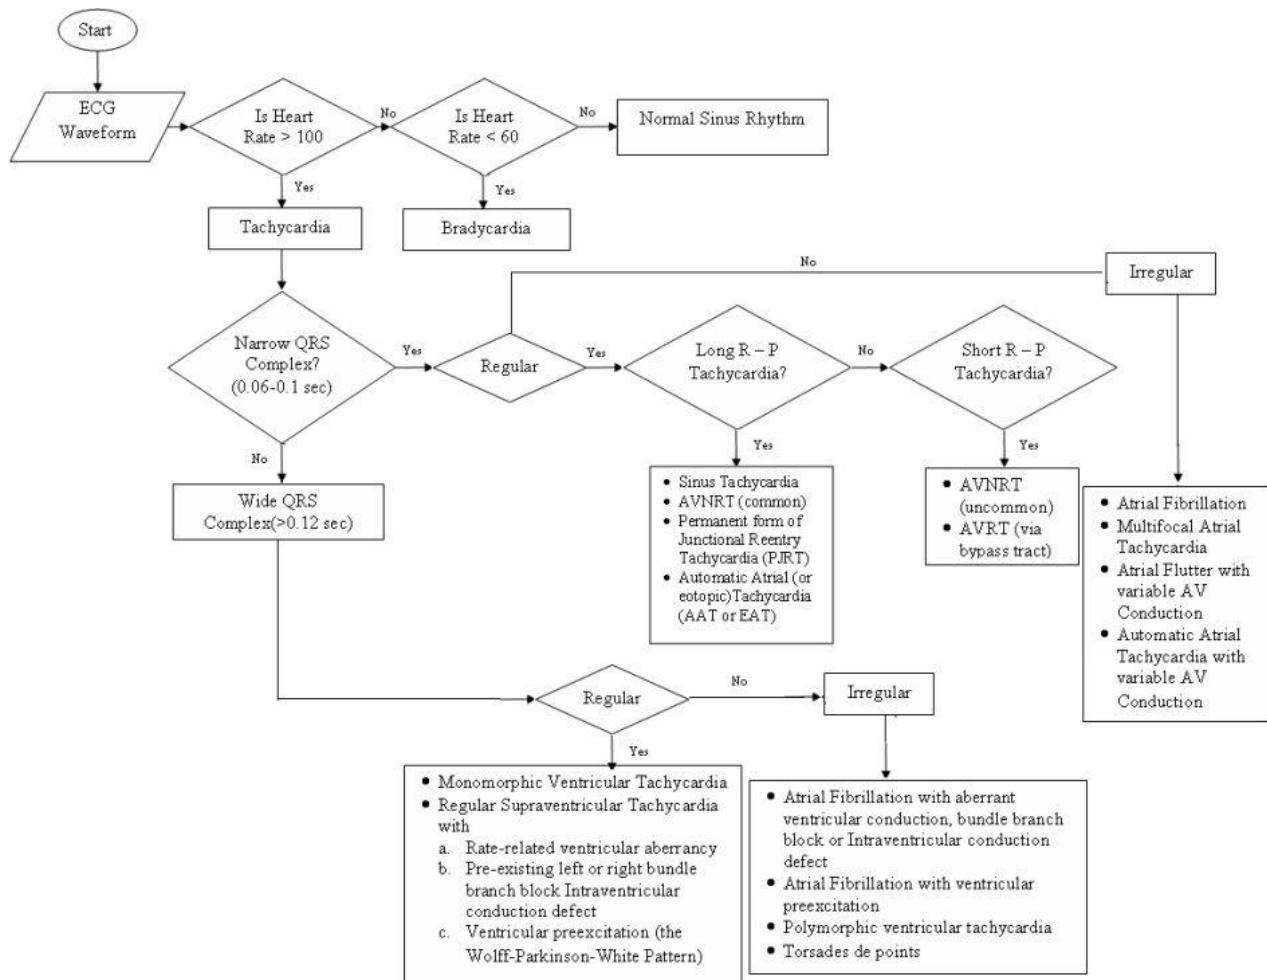 Start
ECG
Waveform
Is Heart
Rate > 100
No
Is Heart
Rate < 60
No
Normal Sinus Rhythm
Yes
Yes
Tachycardia
Bradycardia
No
Irregular
Narrow QRS
Complex?
(0.06-0.1 sec)
Yes
Regular
Yes
Long R – P
Tachycardia?
No
Short R – P
Tachycardia?
No
Yes
Yes
Wide QRS
Complex(>0.12 sec)
• Sinus Tachycardia
• AVNRT (common)
• Permanent form of
Junctional Reentry
Tachycardia (PJRT)
• Automatic Atrial (or
eotopic)Tachycardia
(AAT or EAT)
• AVNRT
(uncommon)
• AVRT (via
bypass tract)
• Atrial Fibrillation
• Multifocal Atrial
Tachycardia
• Atrial Flutter with
variable AV
Conduction
• Automatic Atrial
Tachycardia with
variable AV
Conduction
Regular
No
Irregular
Yes
• Monomorphic Ventricular Tachycardia
• Regular Supraventricular Tachycardia
with
a. Rate-related ventricular aberrancy
b. Pre-existing left or right bundle
branch block Intraventricular
conduction defect
c. Ventricular preexcitation (the
Wolff-Parkinson-White Pattern)
• Atrial Fibrillation with aberrant
ventricular conduction, bundle branch
block or Intraventricular conduction
defect
• Atrial Fibrillation with ventricular
preexcitation
• Polymorphic ventricular tachycardia
• Torsades de points